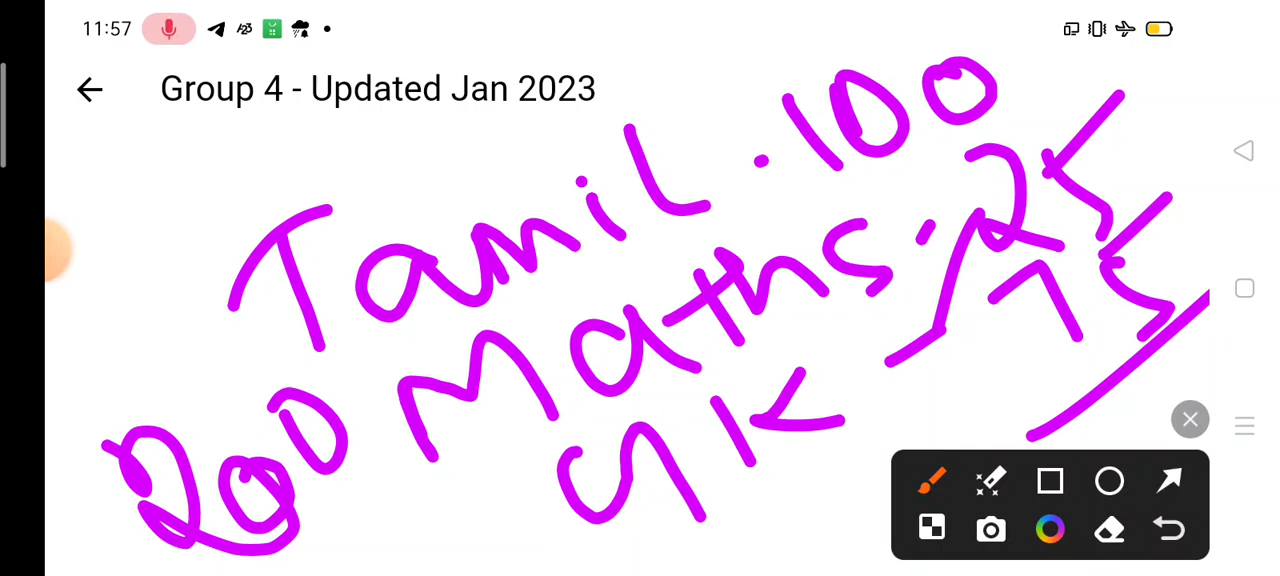 11:57
Group 4 - Updated Jan 2023
Tamil . 100
Maths . 25
GK - 75
200